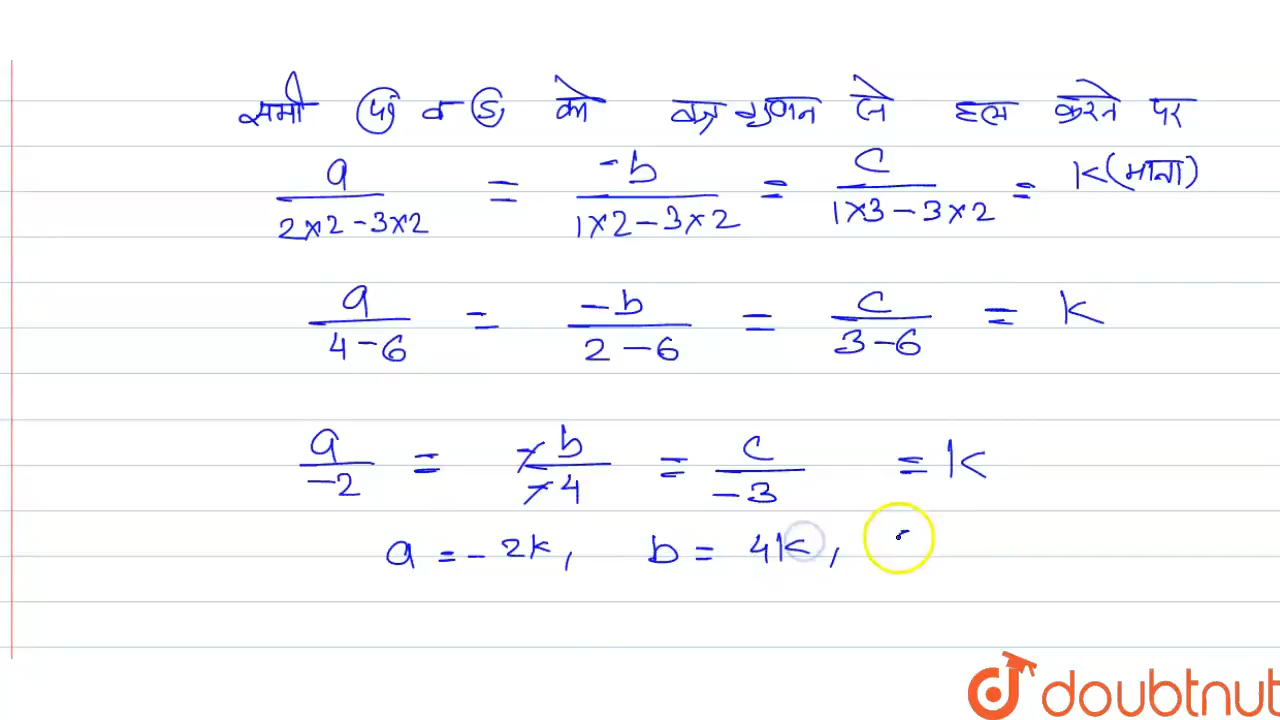 समी (4) व (5) को वज्र गुणन से हल करने पर
a/(2×2-3×2) = -b/(1×2-3×2) = c/(1×3-3×2) = k (माना)
a/(4-6) = -b/(2-6) = c/(3-6) = k
a/-2 = -b/-4 = c/-3 = k
a = -2k, b = 4k,
doubtnut